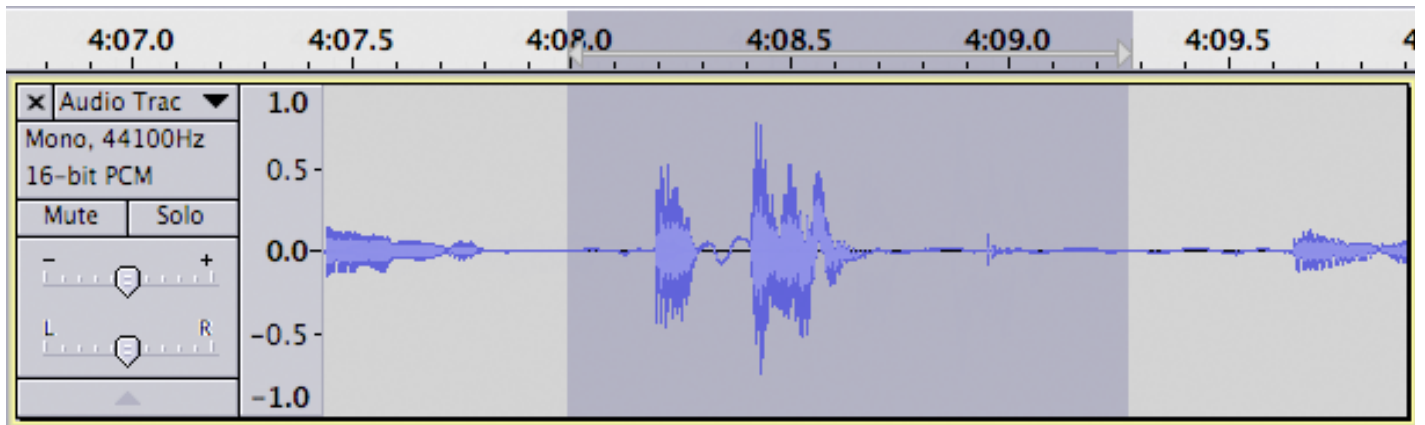 4:07.0 4:07.5 4:08.0 4:08.5 4:09.0 4:09.5 4
× Audio Trac ▼
Mono, 44100Hz
16-bit PCM
Mute Solo
- +
L R
1.0
0.5-
0.0-
-0.5-
-1.0